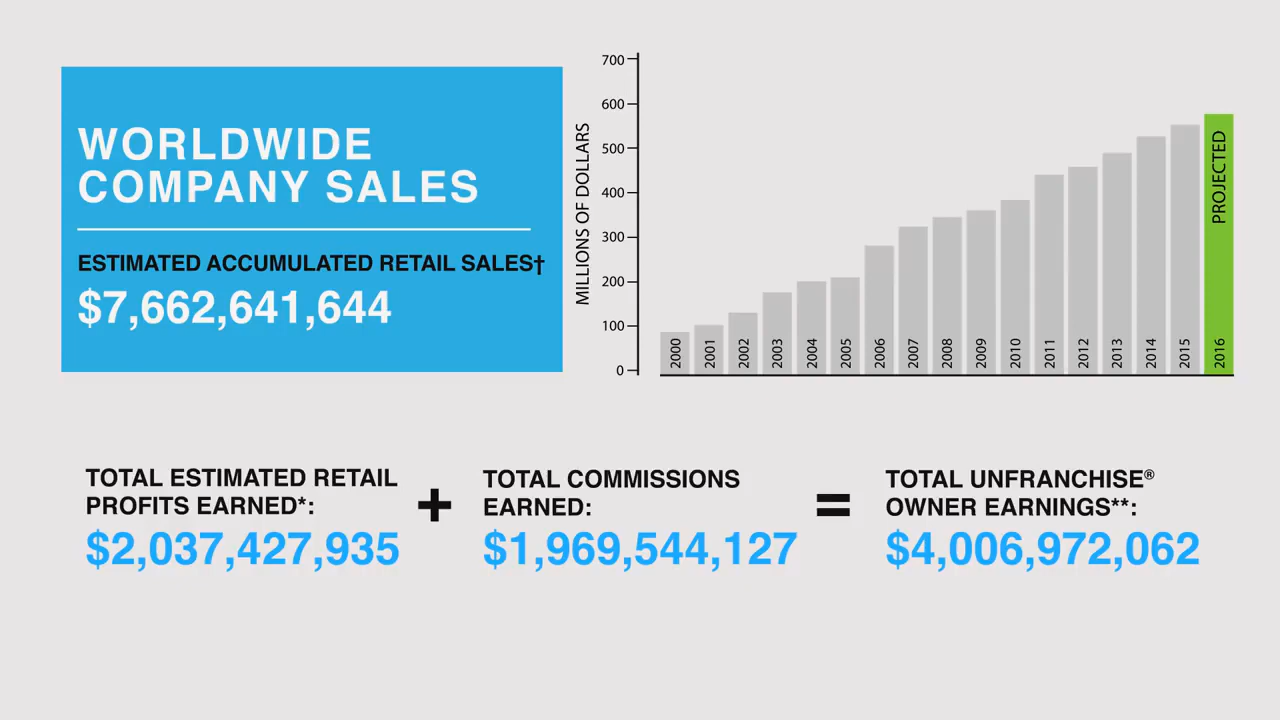 WORLDWIDE
COMPANY SALES
ESTIMATED ACCUMULATED RETAIL SALES†
$7,662,641,644
MILLIONS OF DOLLARS
700
600
500
400
300
200
100
0
2000
2001
2002
2003
2004
2005
2006
2007
2008
2009
2010
2011
2012
2013
2014
2015
2016
PROJECTED
TOTAL ESTIMATED RETAIL
PROFITS EARNED*:
$2,037,427,935
+
TOTAL COMMISSIONS
EARNED:
$1,969,544,127
=
TOTAL UNFRANCHISE®
OWNER EARNINGS**:
$4,006,972,062